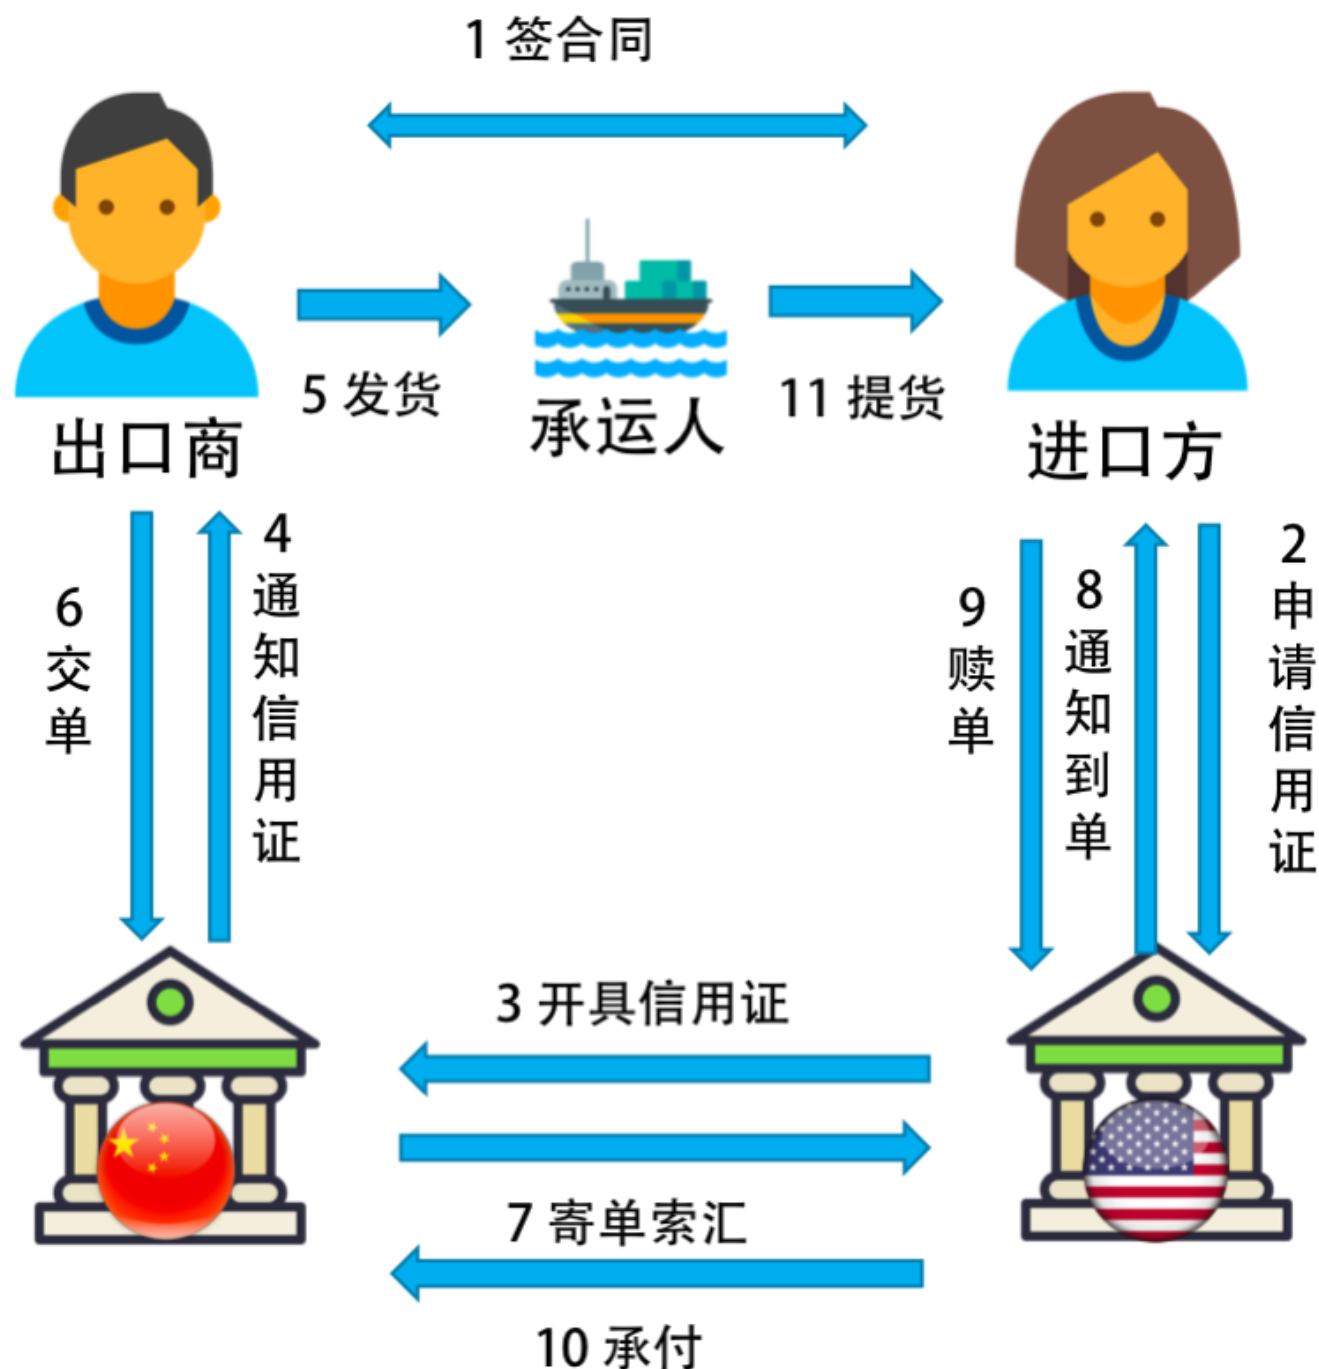 1 签合同
5 发货
承运人
11 提货
出口商
进口方
6 交单
4 通知信用证
9 赎单
8 通知到单
2 申请信用证
3 开具信用证
7 寄单索汇
10 承付